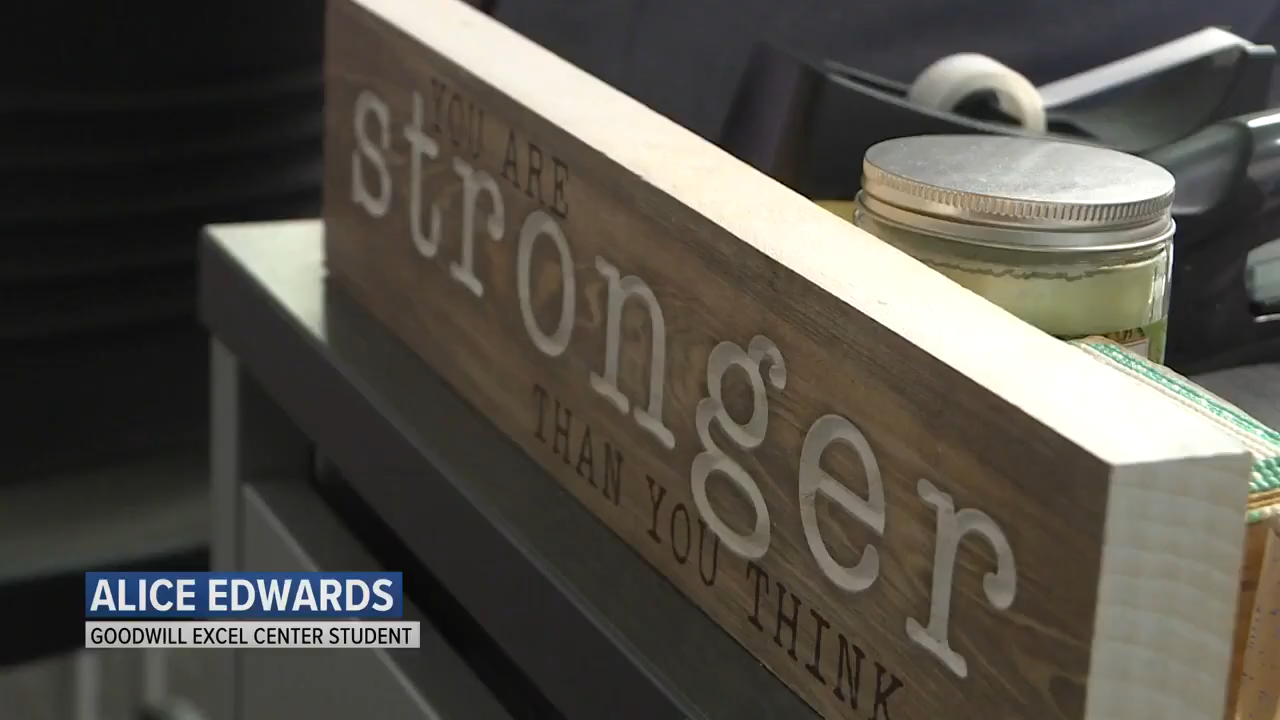 YOU ARE
stronger
THAN YOU THINK
ALICE EDWARDS
GOODWILL EXCEL CENTER STUDENT